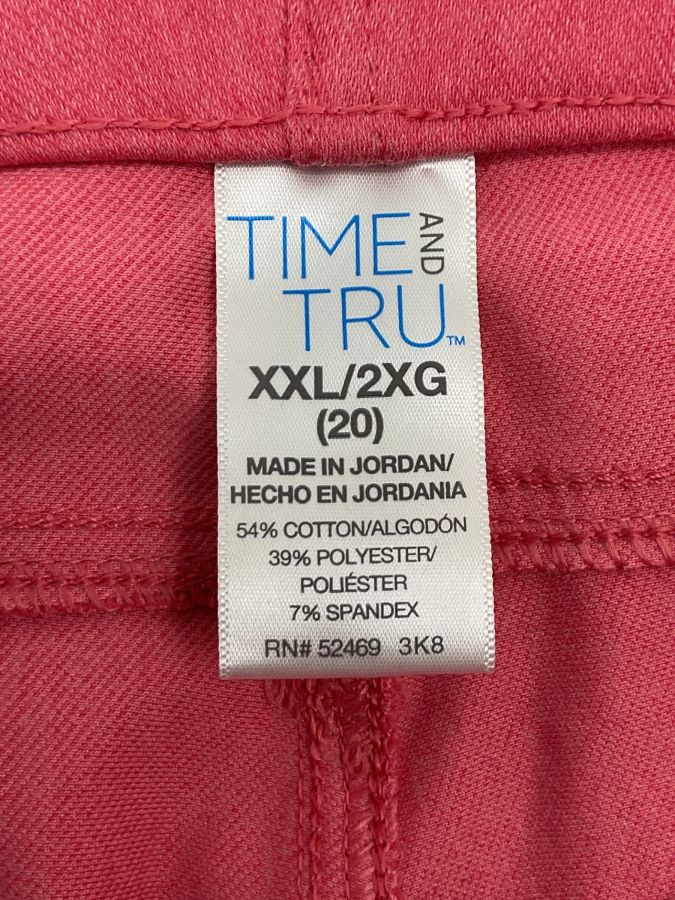 TIME AND
TRU™
XXL/2XG
(20)
MADE IN JORDAN/
HECHO EN JORDANIA
54% COTTON/ALGODÓN
39% POLYESTER/
POLIÉSTER
7% SPANDEX
RN# 52469 3K8